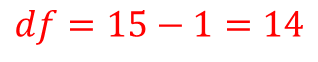 df = 15 − 1 = 14